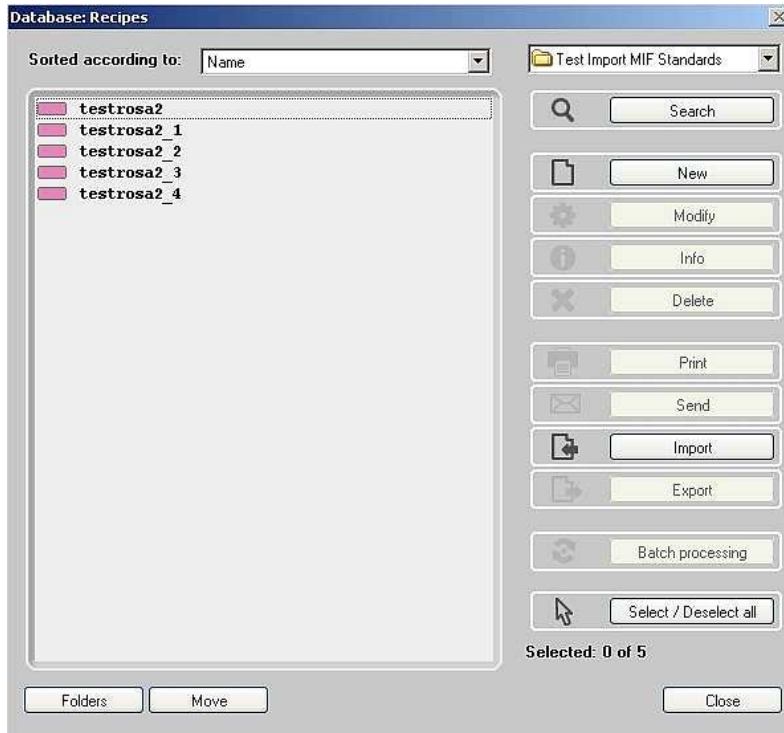 Database: Recipes
Sorted according to: Name
Test Import MIF Standards
testrosa2
testrosa2_1
testrosa2_2
testrosa2_3
testrosa2_4
Search
New
Modify
Info
Delete
Print
Send
Import
Export
Batch processing
Select / Deselect all
Selected: 0 of 5
Folders
Move
Close